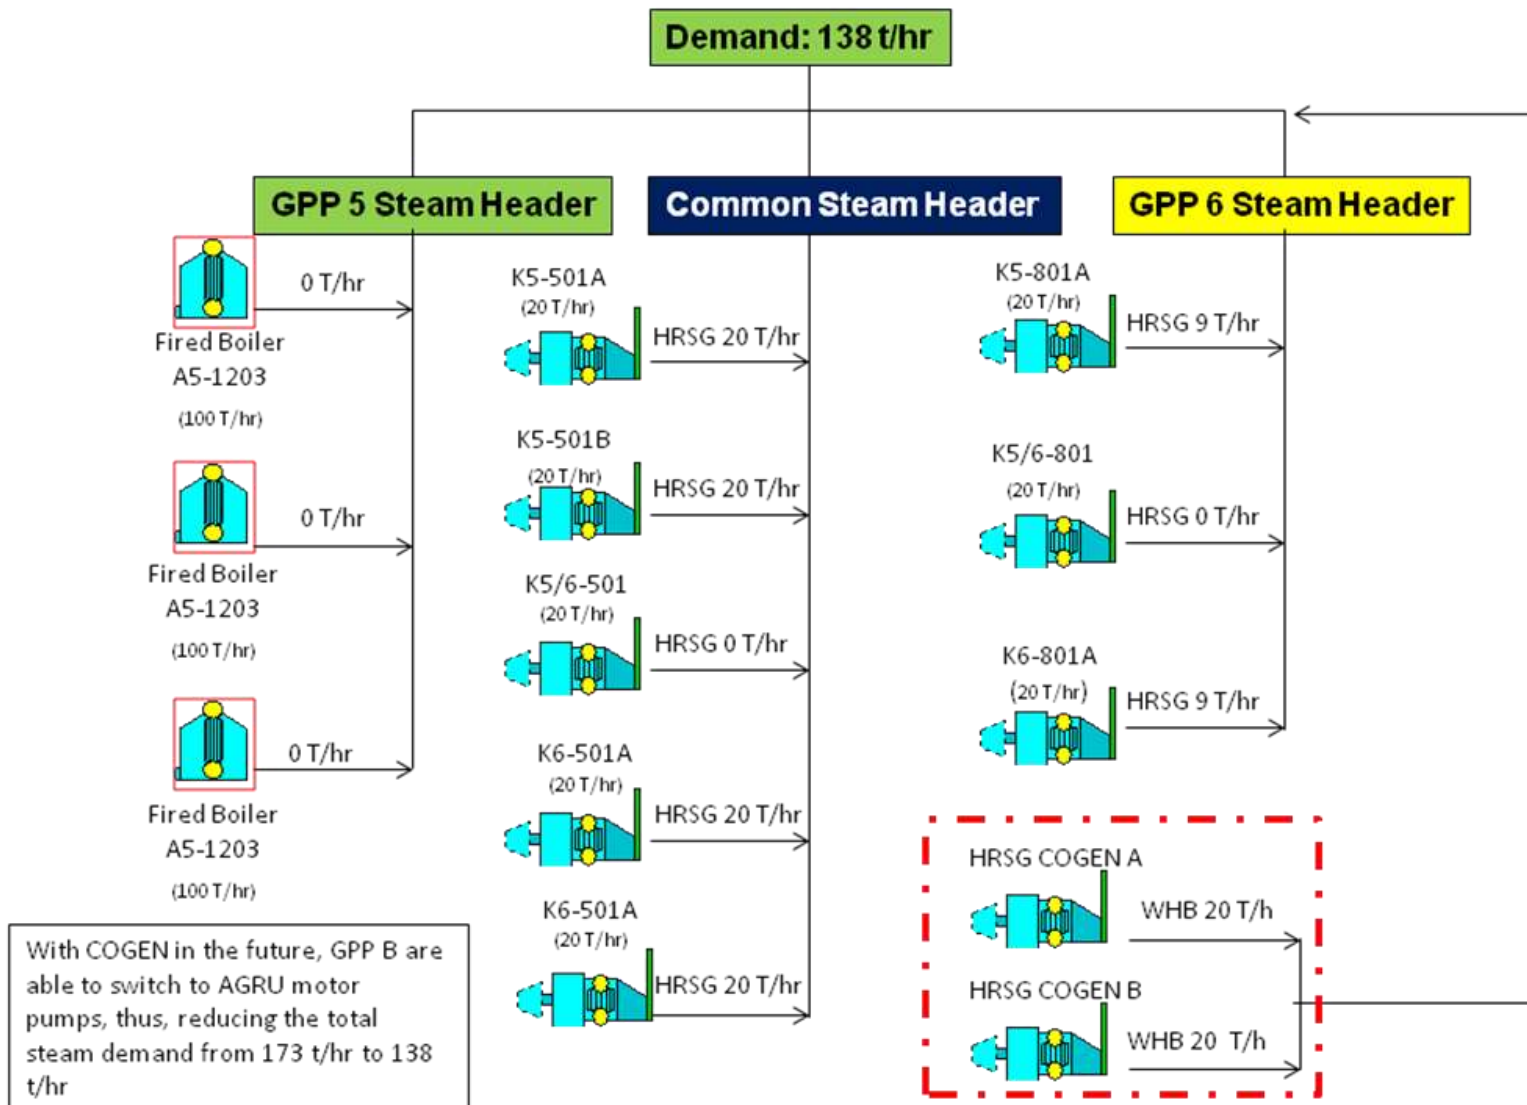 Demand: 138 t/hr
GPP 5 Steam Header
Common Steam Header
GPP 6 Steam Header
0 T/hr
Fired Boiler
A5-1203
(100 T/hr)
0 T/hr
Fired Boiler
A5-1203
(100 T/hr)
0 T/hr
Fired Boiler
A5-1203
(100 T/hr)
K5-501A
(20 T/hr)
HRSG 20 T/hr
K5-501B
(20 T/hr)
HRSG 20 T/hr
K5/6-501
(20 T/hr)
HRSG 0 T/hr
K6-501A
(20 T/hr)
HRSG 20 T/hr
K6-501A
(20 T/hr)
HRSG 20 T/hr
K5-801A
(20 T/hr)
HRSG 9 T/hr
K5/6-801
(20 T/hr)
HRSG 0 T/hr
K6-801A
(20 T/hr)
HRSG 9 T/hr
HRSG COGEN A
WHB 20 T/h
HRSG COGEN B
WHB 20 T/h
With COGEN in the future, GPP B are
able to switch to AGRU motor
pumps, thus, reducing the total
steam demand from 173 t/hr to 138
t/hr